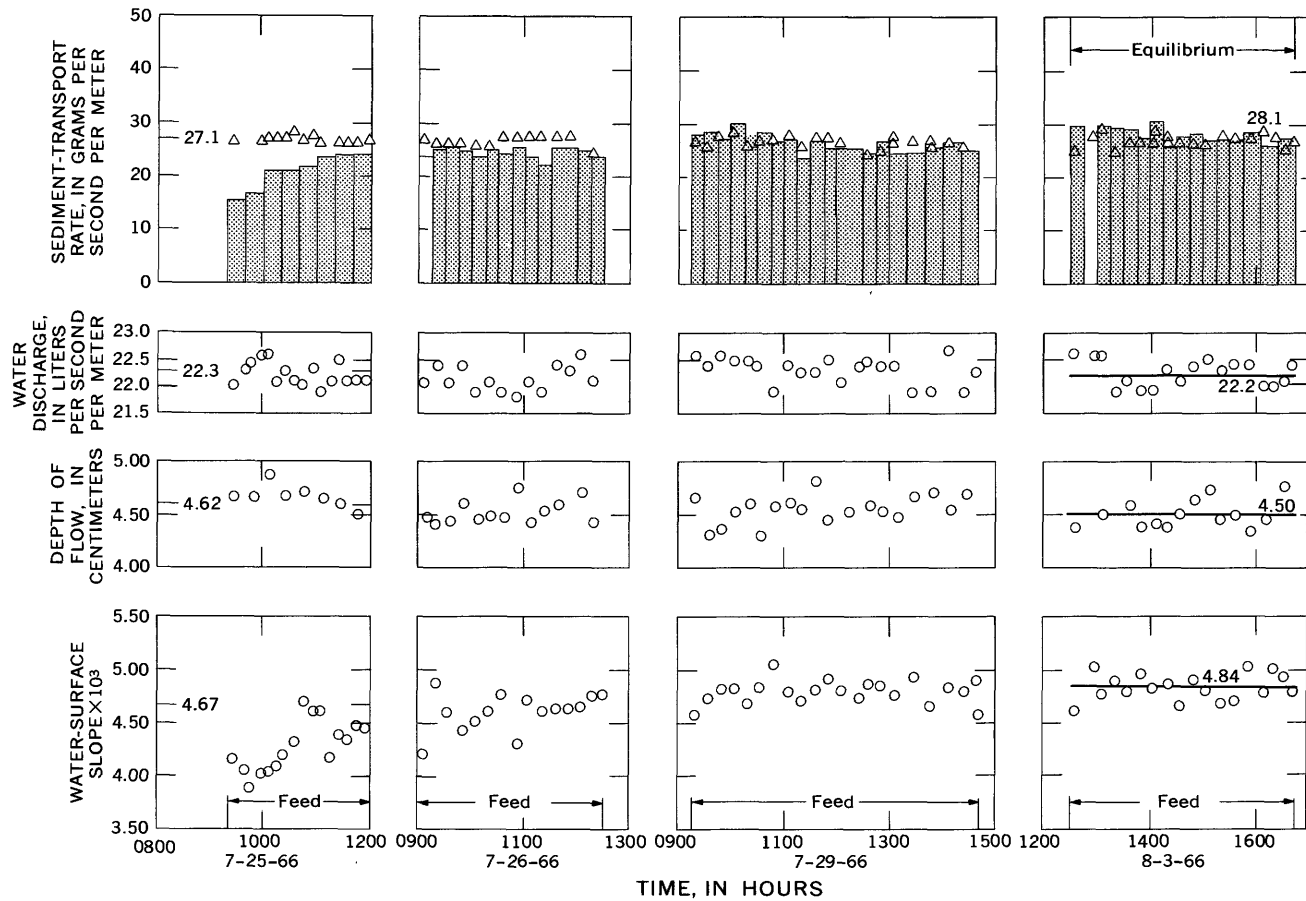 SEDIMENT-TRANSPORT
RATE, IN GRAMS PER
SECOND PER METER
50
40
30
20
10
0
27.1
Equilibrium
28.1
WATER
DISCHARGE,
IN LITERS
PER SECOND
PER METER
23.0
22.5
22.0
21.5
22.3
22.2
DEPTH OF
FLOW, IN
CENTIMETERS
5.00
4.50
4.00
4.62
4.50
WATER-SURFACE
SLOPE×10³
5.50
5.00
4.50
4.00
3.50
4.67
4.84
Feed
Feed
Feed
Feed
0800 1000 1200
7-25-66
0900 1100 1300
7-26-66
0900 1100 1300 1500
7-29-66
1200 1400 1600
8-3-66
TIME, IN HOURS